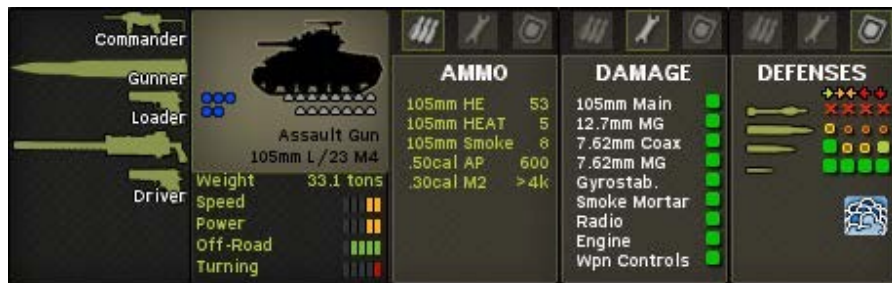 Commander
Gunner
Loader
Driver
Assault Gun
105mm L/23 M4
Weight 33.1 tons
Speed
Power
Off-Road
Turning
AMMO
105mm HE 53
105mm HEAT 5
105mm Smoke 8
.50cal AP 600
.30cal M2 >4k
DAMAGE
105mm Main
12.7mm MG
7.62mm Coax
7.62mm MG
Gyrostab.
Smoke Mortar
Radio
Engine
Wpn Controls
DEFENSES